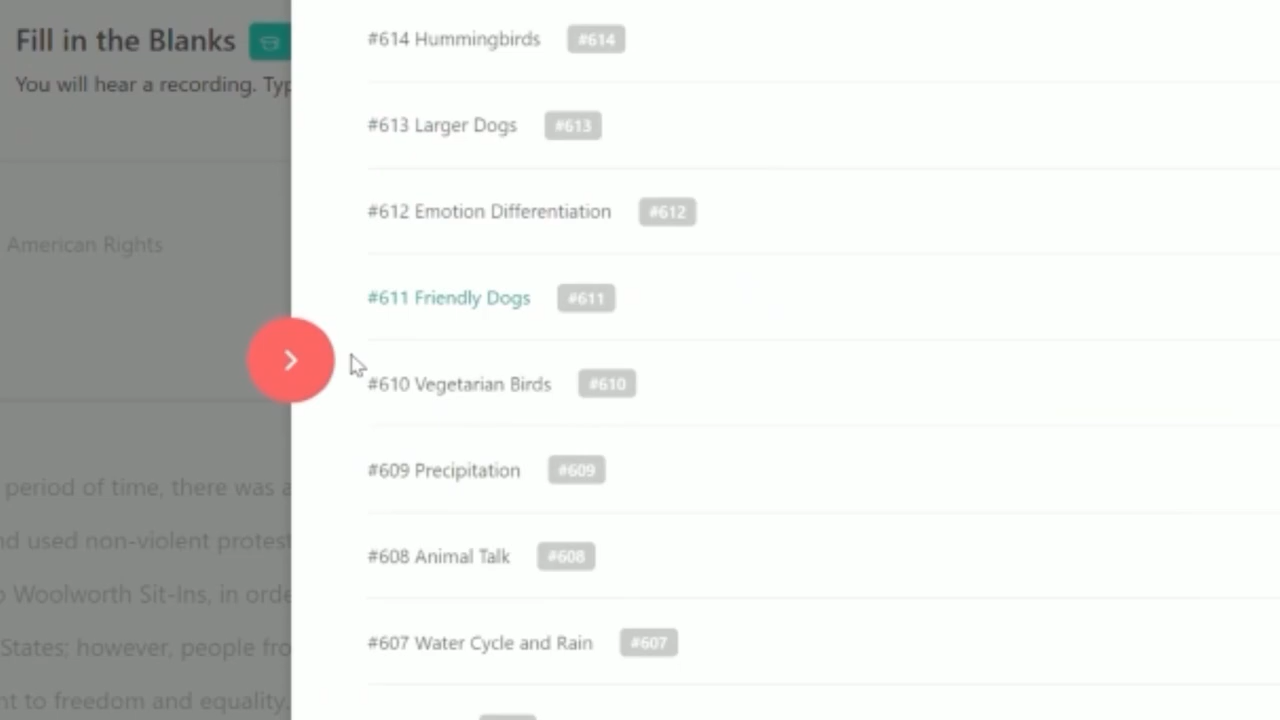 Fill in the Blanks
You will hear a recording. Typ
American Rights
period of time, there was a
nd used non-violent protest
o Woolworth Sit-Ins, in orde
States; however, people fro
nt to freedom and equality.
#614 Hummingbirds #614
#613 Larger Dogs #613
#612 Emotion Differentiation #612
#611 Friendly Dogs #611
#610 Vegetarian Birds #610
#609 Precipitation #609
#608 Animal Talk #608
#607 Water Cycle and Rain #607